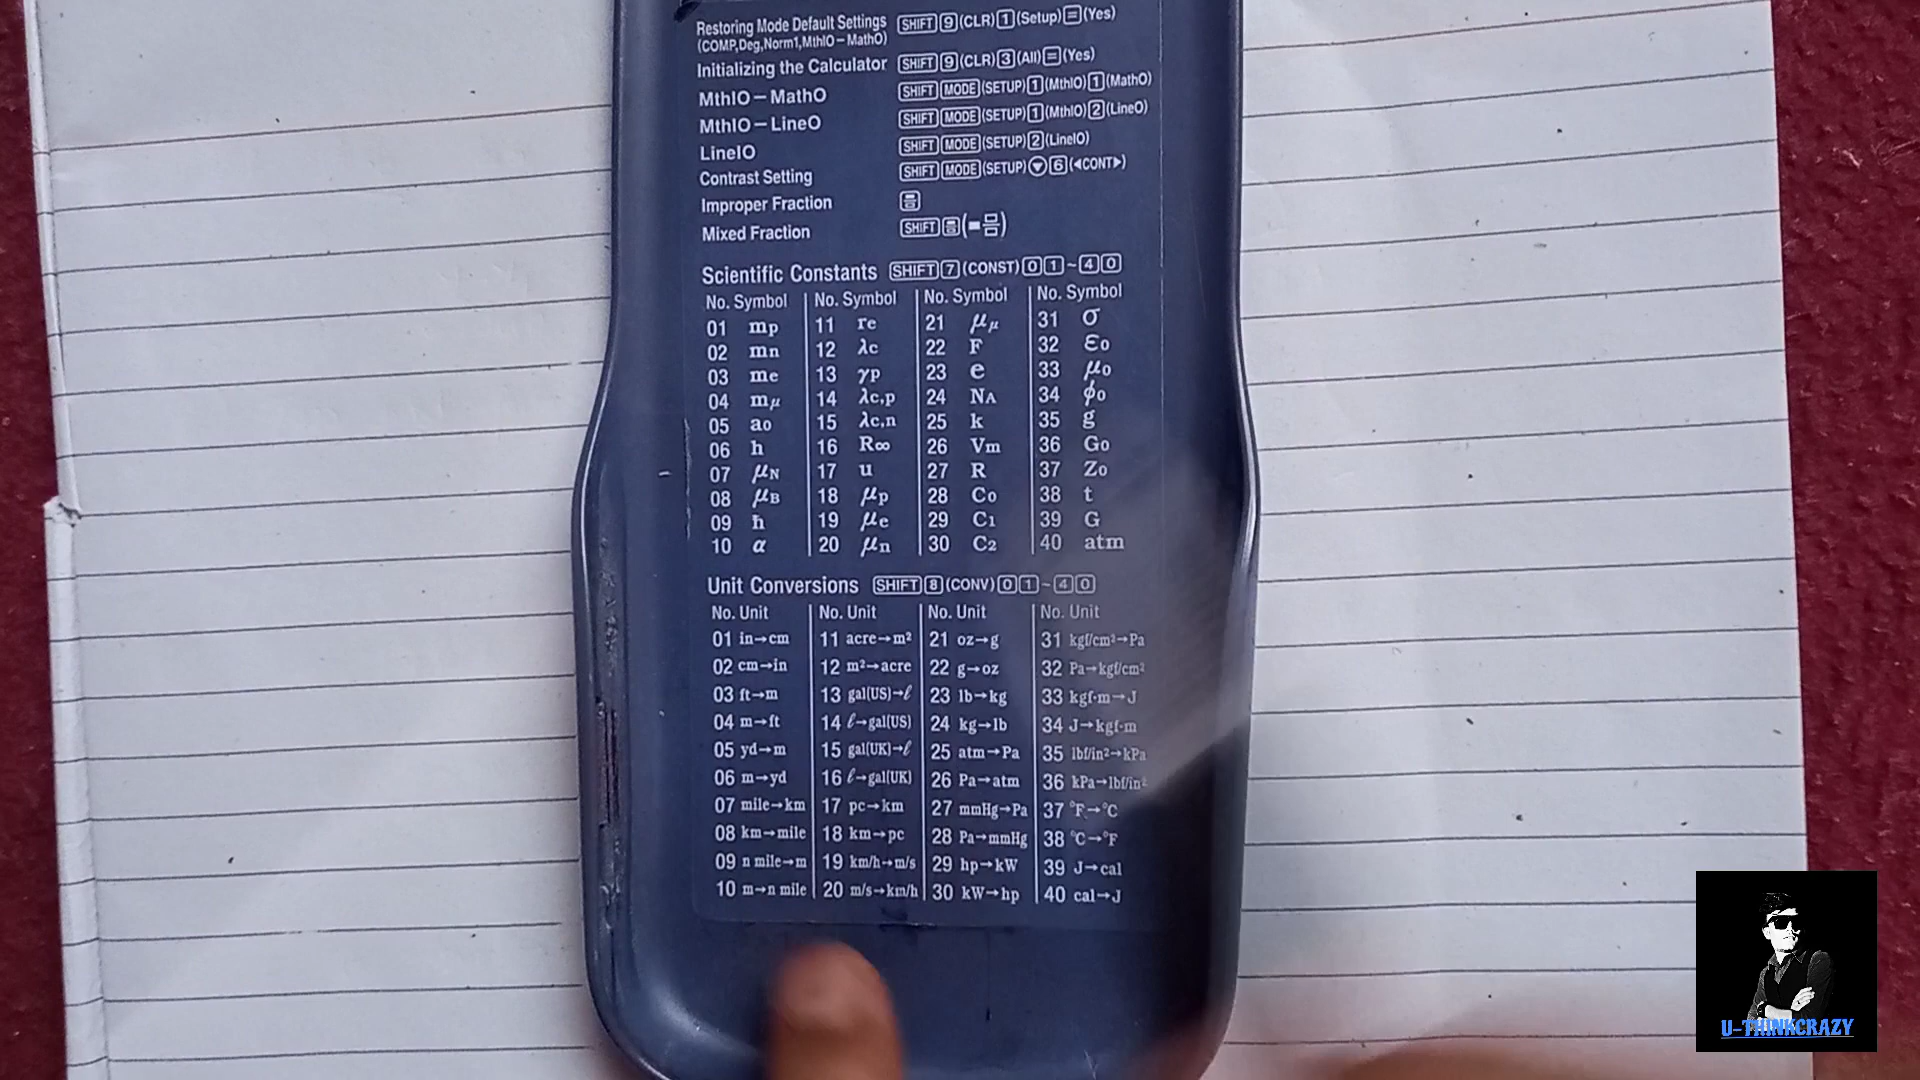 Restoring Mode Default Settings SHIFT 9 (CLR) 1 (Setup) = (Yes)
(COMP,Deg,Norm1,MthIO−MathO)
Initializing the Calculator SHIFT 9 (CLR) 3 (All) = (Yes)
MthIO−MathO SHIFT MODE (SETUP) 1 (MthIO) 1 (MathO)
MthIO−LineO SHIFT MODE (SETUP) 1 (MthIO) 2 (LineO)
LineIO SHIFT MODE (SETUP) 2 (LineIO)
Contrast Setting SHIFT MODE (SETUP) ▼ 6 (◀CONT▶)
Improper Fraction
Mixed Fraction SHIFT
Scientific Constants SHIFT 7 (CONST) 0 1 ~ 4 0
No. Symbol No. Symbol No. Symbol No. Symbol
01 mp 11 re 21 μμ 31 σ
02 mn 12 λc 22 F 32 ε0
03 me 13 γp 23 e 33 μ0
04 mμ 14 λc,p 24 NA 34 ϕ0
05 a0 15 λc,n 25 k 35 g
06 h 16 R∞ 26 Vm 36 G0
07 μN 17 u 27 R 37 Z0
08 μB 18 μp 28 C0 38 t
09 ħ 19 μe 29 C1 39 G
10 α 20 μn 30 C2 40 atm
Unit Conversions SHIFT 8 (CONV) 0 1 ~ 4 0
No. Unit No. Unit No. Unit No. Unit
01 in→cm 11 acre→m² 21 oz→g 31 kgf/cm²→Pa
02 cm→in 12 m²→acre 22 g→oz 32 Pa→kgf/cm²
03 ft→m 13 gal(US)→ℓ 23 lb→kg 33 kgf·m→J
04 m→ft 14 ℓ→gal(US) 24 kg→lb 34 J→kgf·m
05 yd→m 15 gal(UK)→ℓ 25 atm→Pa 35 lbf/in²→kPa
06 m→yd 16 ℓ→gal(UK) 26 Pa→atm 36 kPa→lbf/in²
07 mile→km 17 pc→km 27 mmHg→Pa 37 °F→°C
08 km→mile 18 km→pc 28 Pa→mmHg 38 °C→°F
09 n mile→m 19 km/h→m/s 29 hp→kW 39 J→cal
10 m→n mile 20 m/s→km/h 30 kW→hp 40 cal→J
U-THINKCRAZY